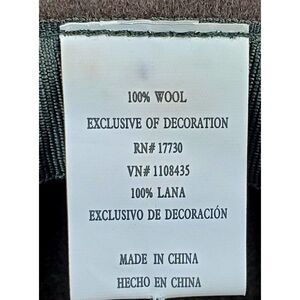 100% WOOL
EXCLUSIVE OF DECORATION
RN# 17730
VN# 1108435
100% LANA
EXCLUSIVO DE DECORACIÓN
MADE IN CHINA
HECHO EN CHINA